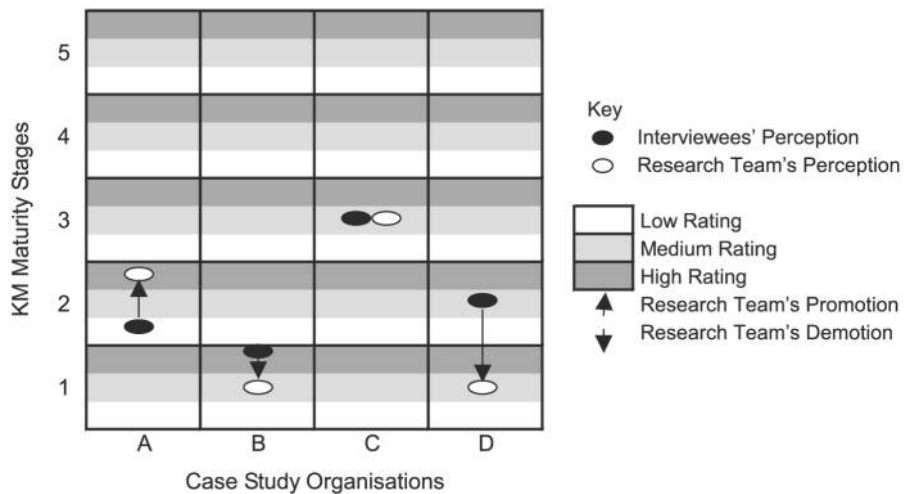 KM Maturity Stages
5
4
3
2
1
A B C D
Case Study Organisations
Key
Interviewees' Perception
Research Team's Perception
Low Rating
Medium Rating
High Rating
Research Team's Promotion
Research Team's Demotion